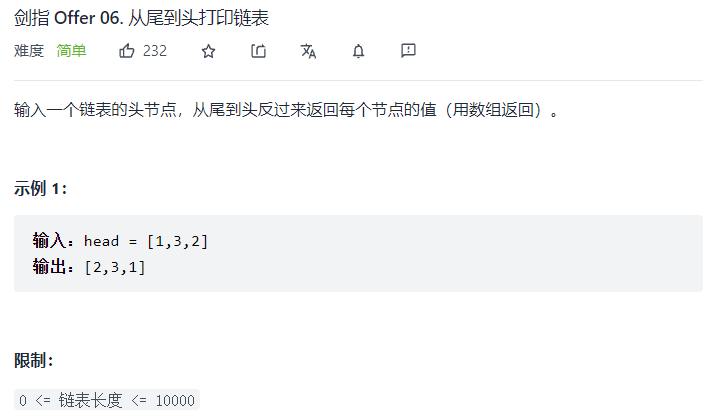 剑指 Offer 06. 从尾到头打印链表
难度 简单 232
输入一个链表的头节点，从尾到头反过来返回每个节点的值（用数组返回）。
示例 1：
输入：head = [1,3,2]
输出：[2,3,1]
限制：
0 <= 链表长度 <= 10000